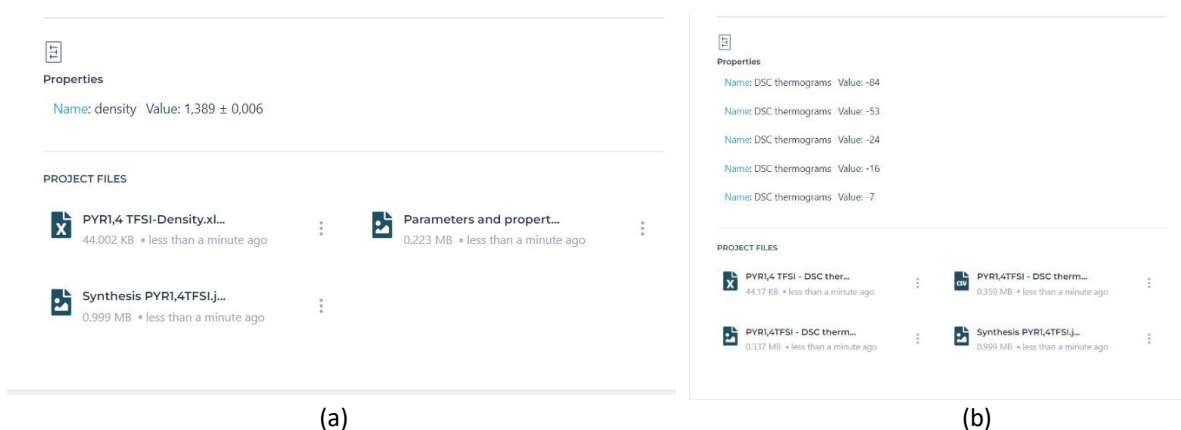 Properties
Name: density Value: 1,389 ± 0,006
PROJECT FILES
PYR1,4 TFSI-Density.xl...
44.002 KB • less than a minute ago
Parameters and propert...
0.223 MB • less than a minute ago
Synthesis PYR1,4TFSI.j...
0.999 MB • less than a minute ago
(a)
Properties
Name: DSC thermograms Value: -84
Name: DSC thermograms Value: -53
Name: DSC thermograms Value: -24
Name: DSC thermograms Value: -16
Name: DSC thermograms Value: -7
PROJECT FILES
PYR1,4 TFSI - DSC ther...
44.17 KB • less than a minute ago
CSV
PYR1,4TFSI - DSC therm...
0.359 MB • less than a minute ago
PYR1,4TFSI - DSC therm...
0.337 MB • less than a minute ago
Synthesis PYR1,4TFSI.j...
0.999 MB • less than a minute ago
(b)